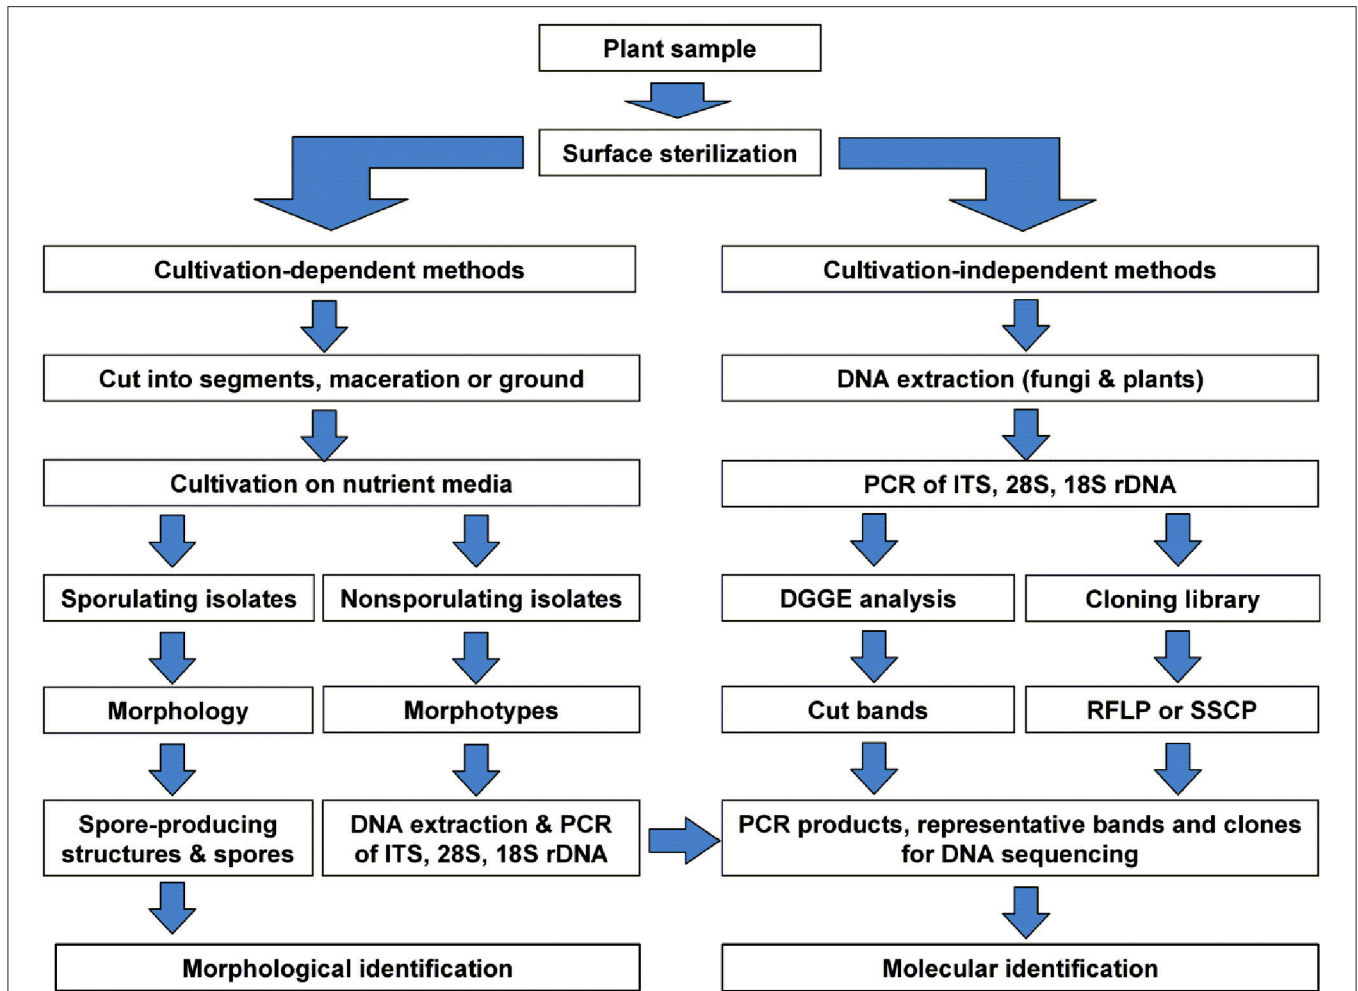 Plant sample
Surface sterilization
Cultivation-dependent methods
Cultivation-independent methods
Cut into segments, maceration or ground
DNA extraction (fungi & plants)
Cultivation on nutrient media
PCR of ITS, 28S, 18S rDNA
Sporulating isolates
Nonsporulating isolates
DGGE analysis
Cloning library
Morphology
Morphotypes
Cut bands
RFLP or SSCP
Spore-producing
structures & spores
DNA extraction & PCR
of ITS, 28S, 18S rDNA
PCR products, representative bands and clones
for DNA sequencing
Morphological identification
Molecular identification